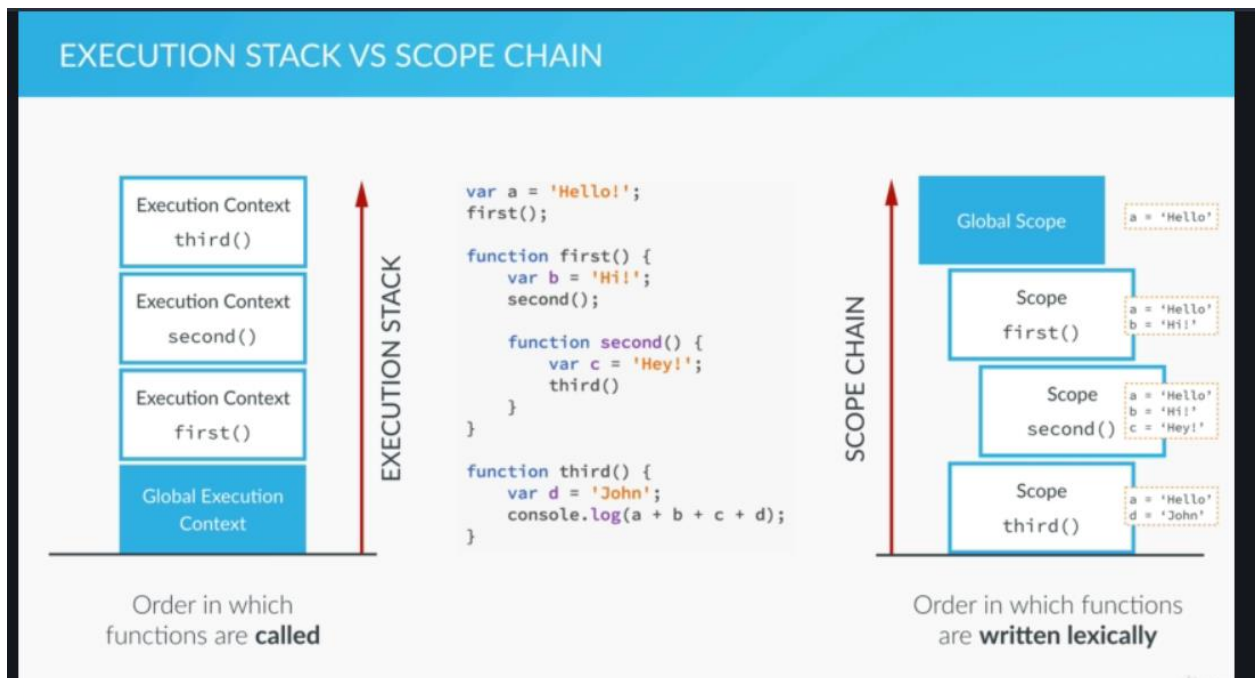 EXECUTION STACK VS SCOPE CHAIN
Execution Context
third()
Execution Context
second()
Execution Context
first()
Global Execution
Context
EXECUTION STACK
Order in which
functions are called
var a = 'Hello!';
first();
function first() {
var b = 'Hi!';
second();
function second() {
var c = 'Hey!';
third()
}
}
function third() {
var d = 'John';
console.log(a + b + c + d);
}
SCOPE CHAIN
Global Scope
a = 'Hello'
Scope
first()
a = 'Hello'
b = 'Hi!'
Scope
second()
a = 'Hello'
b = 'Hi!'
c = 'Hey!'
Scope
third()
a = 'Hello'
d = 'John'
Order in which functions
are written lexically